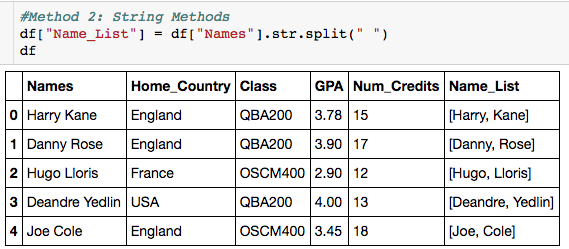 #Method 2: String Methods
df["Name_List"] = df["Names"].str.split(" ")
df
Names Home_Country Class GPA Num_Credits Name_List
0 Harry Kane England QBA200 3.78 15 [Harry, Kane]
1 Danny Rose England QBA200 3.90 17 [Danny, Rose]
2 Hugo Lloris France OSCM400 2.90 12 [Hugo, Lloris]
3 Deandre Yedlin USA QBA200 4.00 13 [Deandre, Yedlin]
4 Joe Cole England OSCM400 3.45 18 [Joe, Cole]